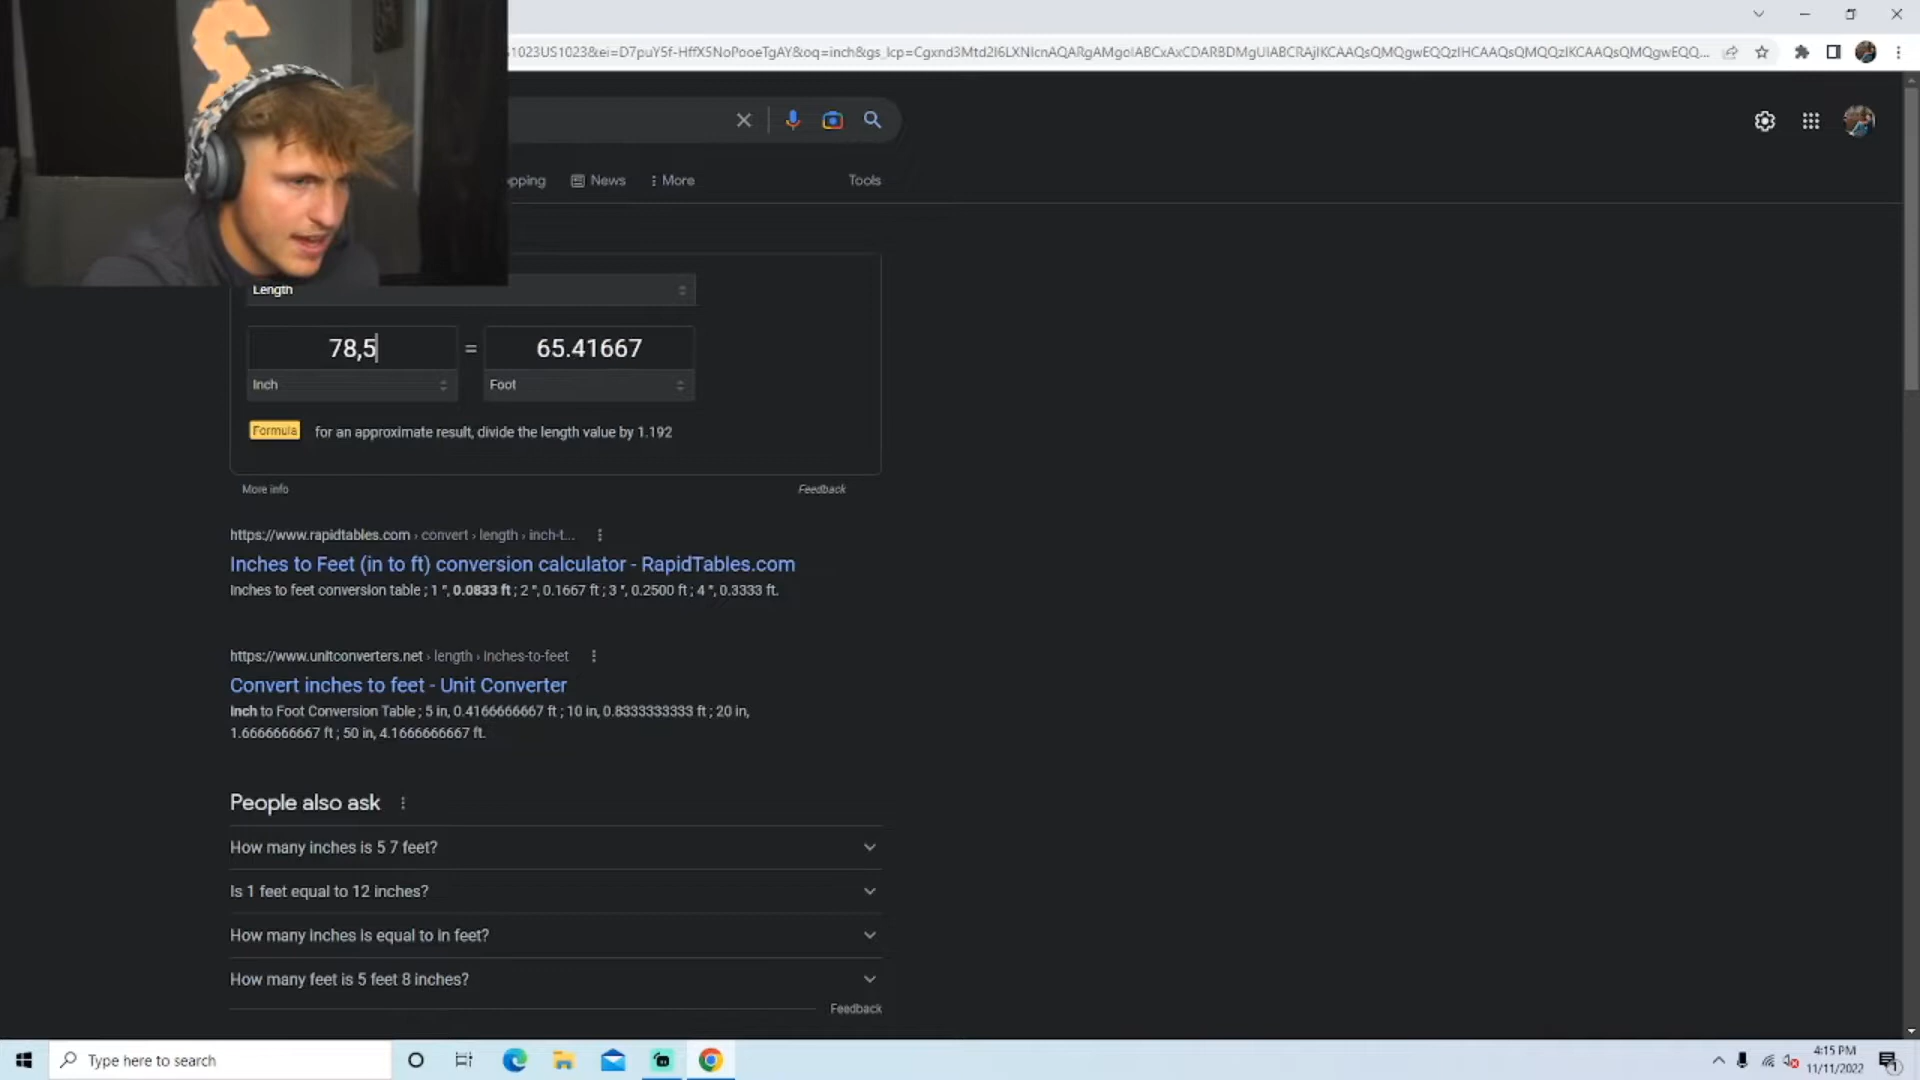 1023US1023&ei=D7puY5f-HffX5NoPooeTgAY&oq=inch&gs_lcp=Cgxnd3Mtd2l6LXNlcnAQARgAMgoIABCxAxCDARBDMgUIABCRAjIKCAAQsQMQgwEQQzIHCAAQsQMQQzIKCAAQsQMQgwEQQ...
opping
News
More
Tools
Length
78,5 = 65.41667
Inch
Foot
Formula
for an approximate result, divide the length value by 1.192
More info
Feedback
https://www.rapidtables.com › convert › length › inch-t...
Inches to Feet (in to ft) conversion calculator - RapidTables.com
Inches to feet conversion table ; 1 ", 0.0833 ft ; 2 ", 0.1667 ft ; 3 ", 0.2500 ft ; 4 ", 0.3333 ft.
https://www.unitconverters.net › length › inches-to-feet
Convert inches to feet - Unit Converter
Inch to Foot Conversion Table ; 5 in, 0.4166666667 ft ; 10 in, 0.8333333333 ft ; 20 in,
1.6666666667 ft ; 50 in, 4.1666666667 ft.
People also ask
How many inches is 5 7 feet?
Is 1 feet equal to 12 inches?
How many inches is equal to in feet?
How many feet is 5 feet 8 inches?
Feedback
Type here to search
4:15 PM
11/11/2022
1